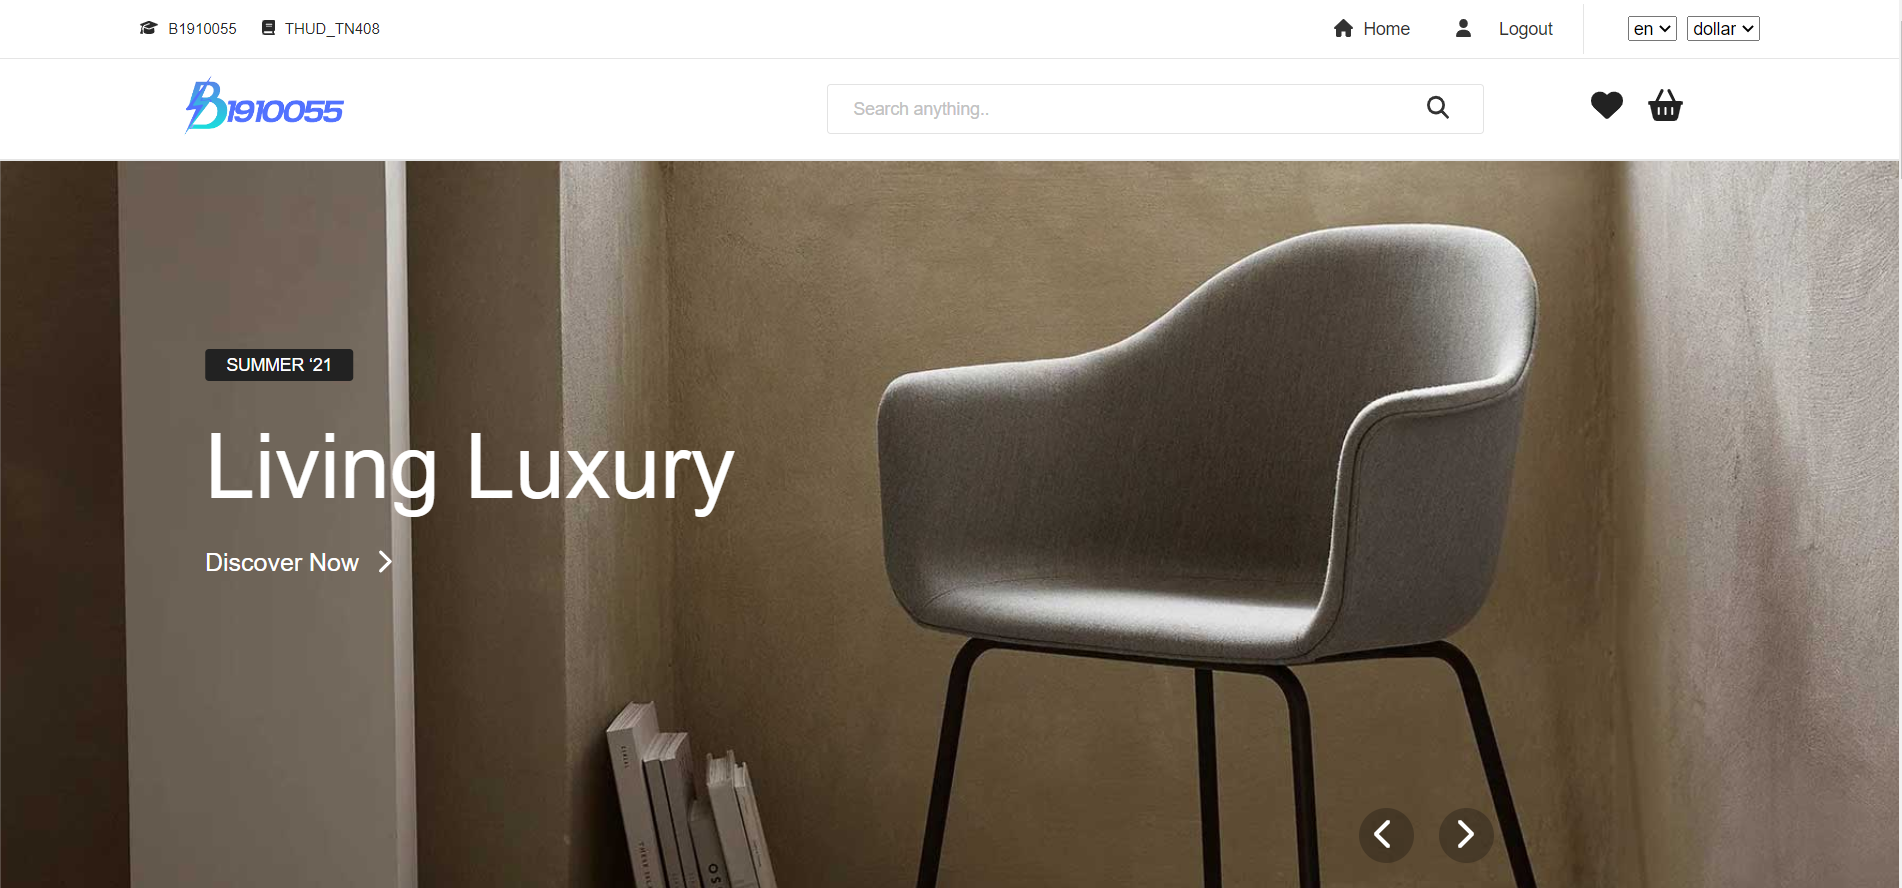 B1910055 THUD_TN408 Home Logout en dollar
B1910055 Search anything..
SUMMER ‘21
Living Luxury
Discover Now